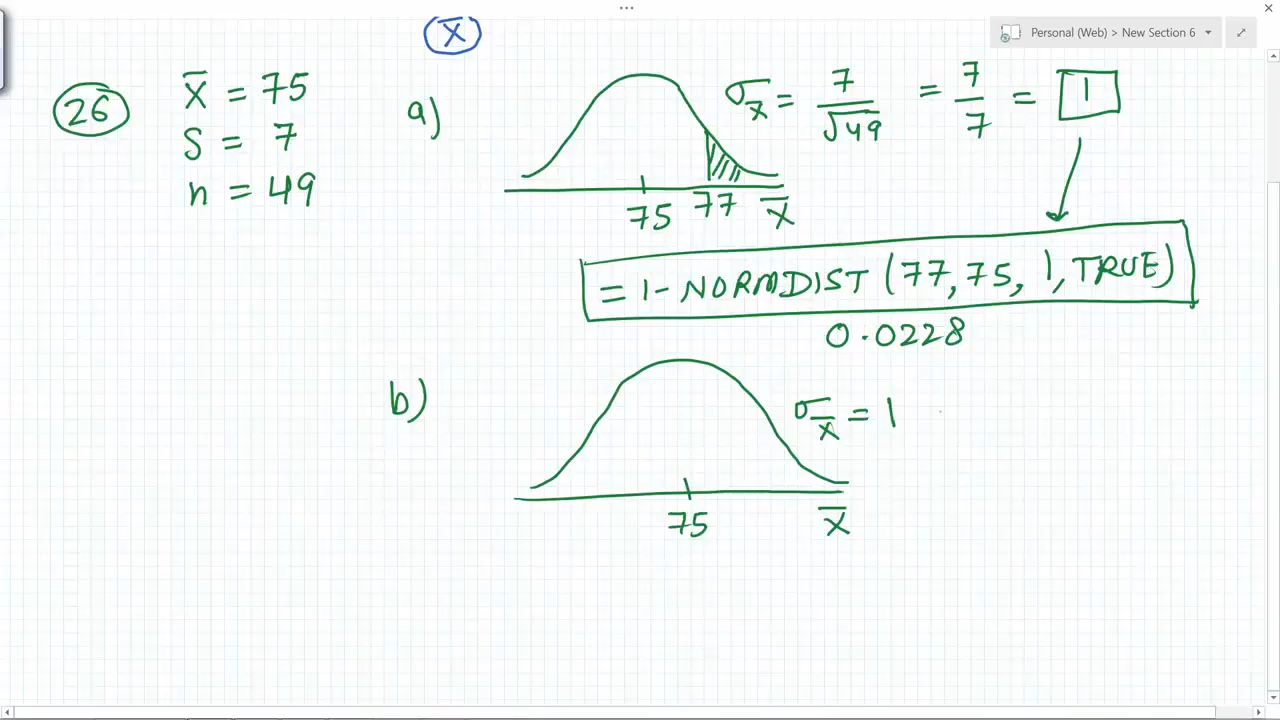 X̄
Personal (Web) > New Section 6
26
X̄ = 75
S = 7
n = 49
a)
75 77 X̄
σx̄ = 7/√49 = 7/7 = 1
= 1 - NORMDIST (77, 75, 1, TRUE)
0.0228
b)
σx̄ = 1
75 X̄